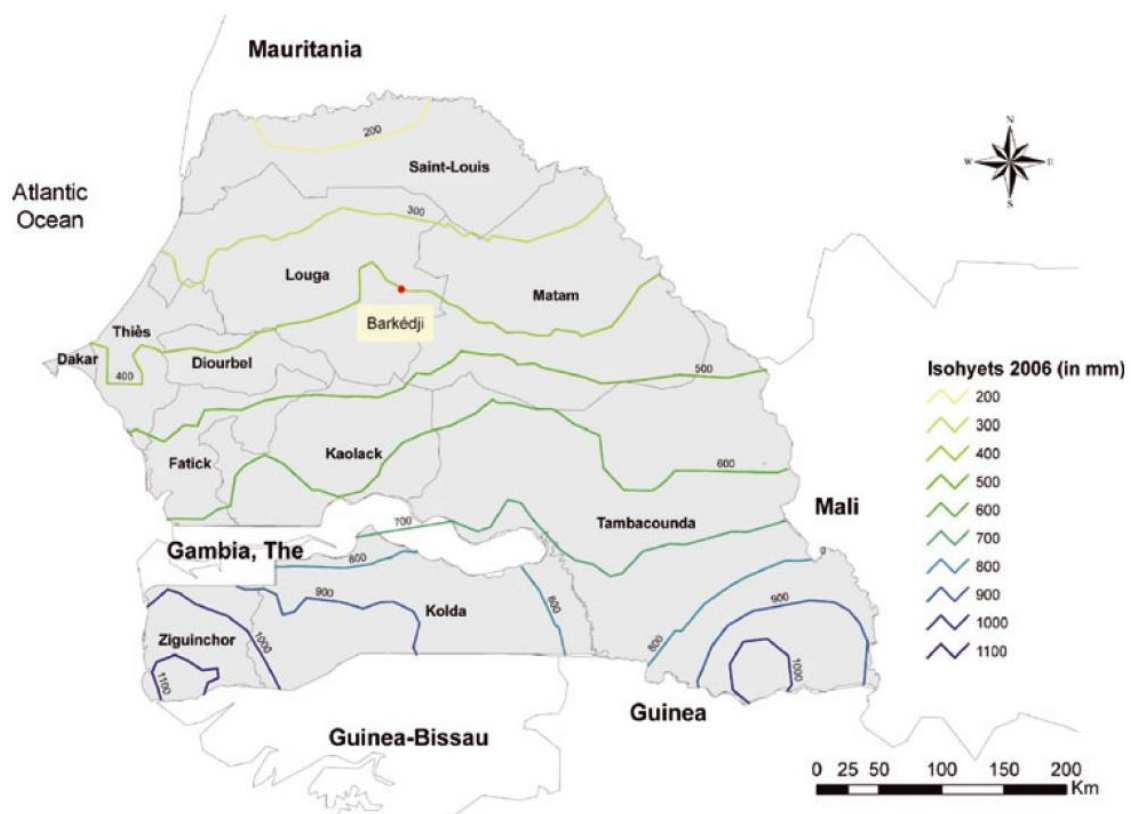 Mauritania
200
Saint-Louis
N
W
E
S
Atlantic
Ocean
300
Louga
Matam
Barkédji
Thiès
Dakar
Diourbel
400
500
Isohyets 2006 (in mm)
200
300
400
500
600
700
800
900
1000
1100
Kaolack
Fatick
600
Mali
700
Tambacounda
Gambia, The
800
900
Kolda
800
900
Ziguinchor
1000
800
1100
1000
Guinea
Guinea-Bissau
0 25 50 100 150 200
Km